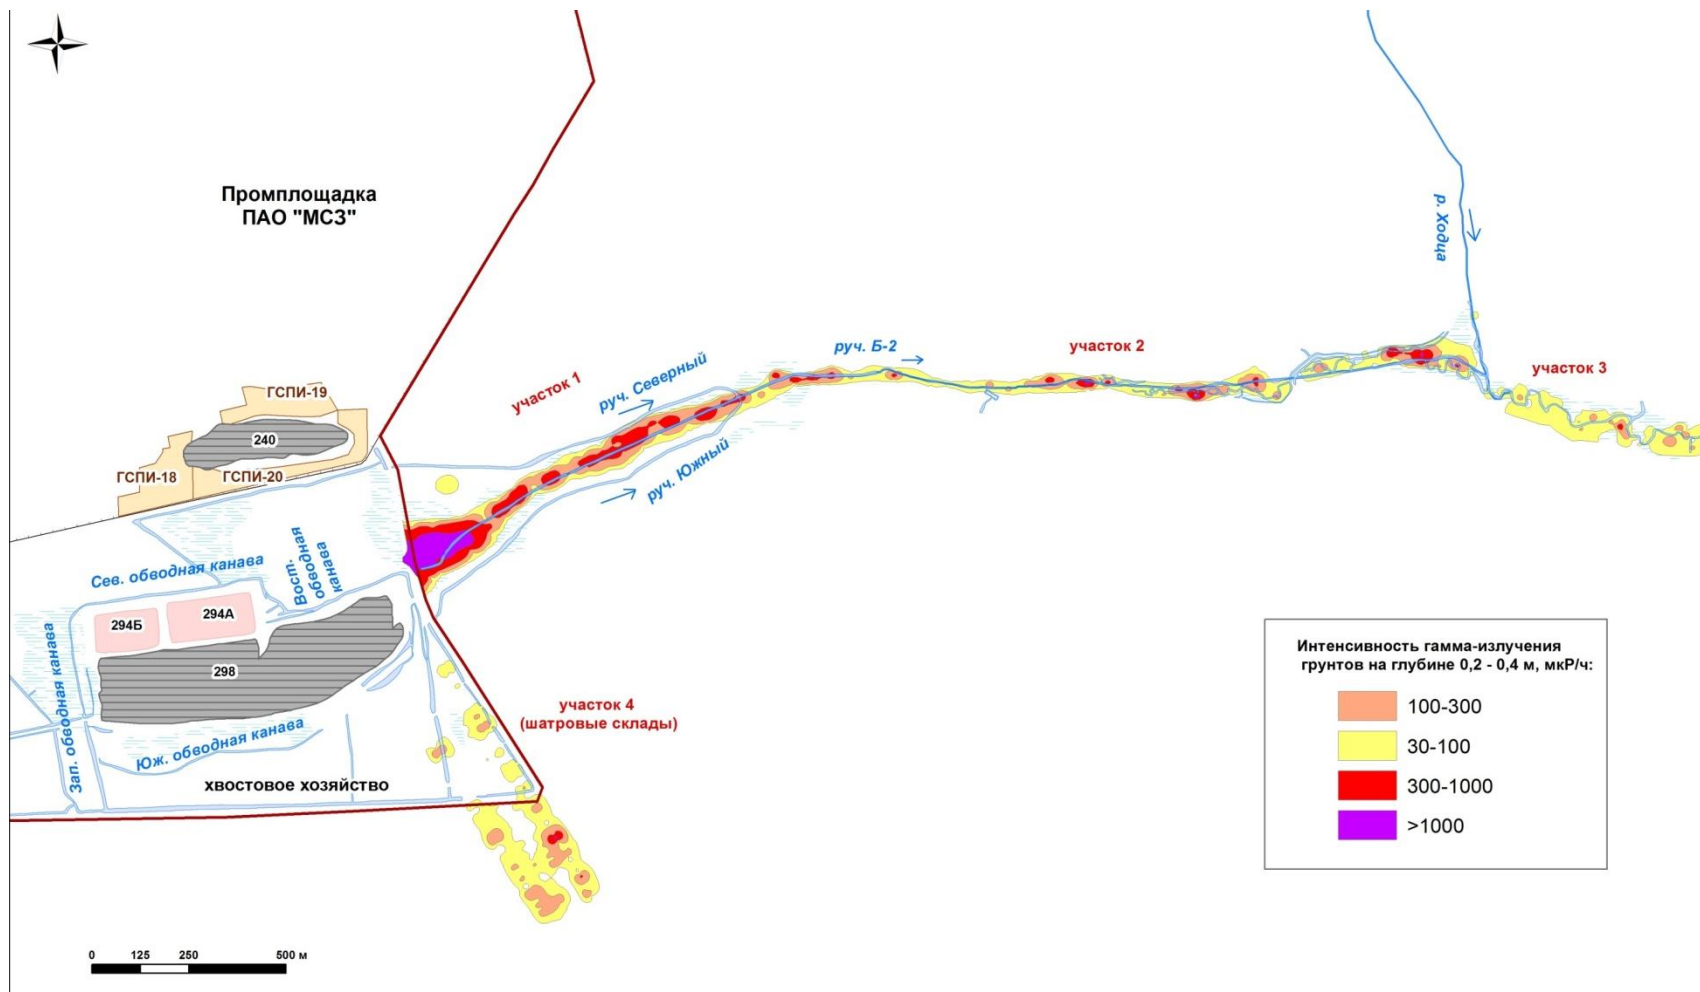 Промплощадка
ПАО "МСЗ"
р. Ходца
руч. Б-2
участок 2
участок 3
участок 1
руч. Северный
руч. Южный
ГСПИ-19
240
ГСПИ-18
ГСПИ-20
Сев. обводная канава
Вост.
обводная
канава
294Б
294А
298
Зап. обводная канава
Юж. обводная канава
хвостовое хозяйство
участок 4
(шатровые склады)
Интенсивность гамма-излучения
грунтов на глубине 0,2 - 0,4 м, мкР/ч:
100-300
30-100
300-1000
>1000
0 125 250 500 м